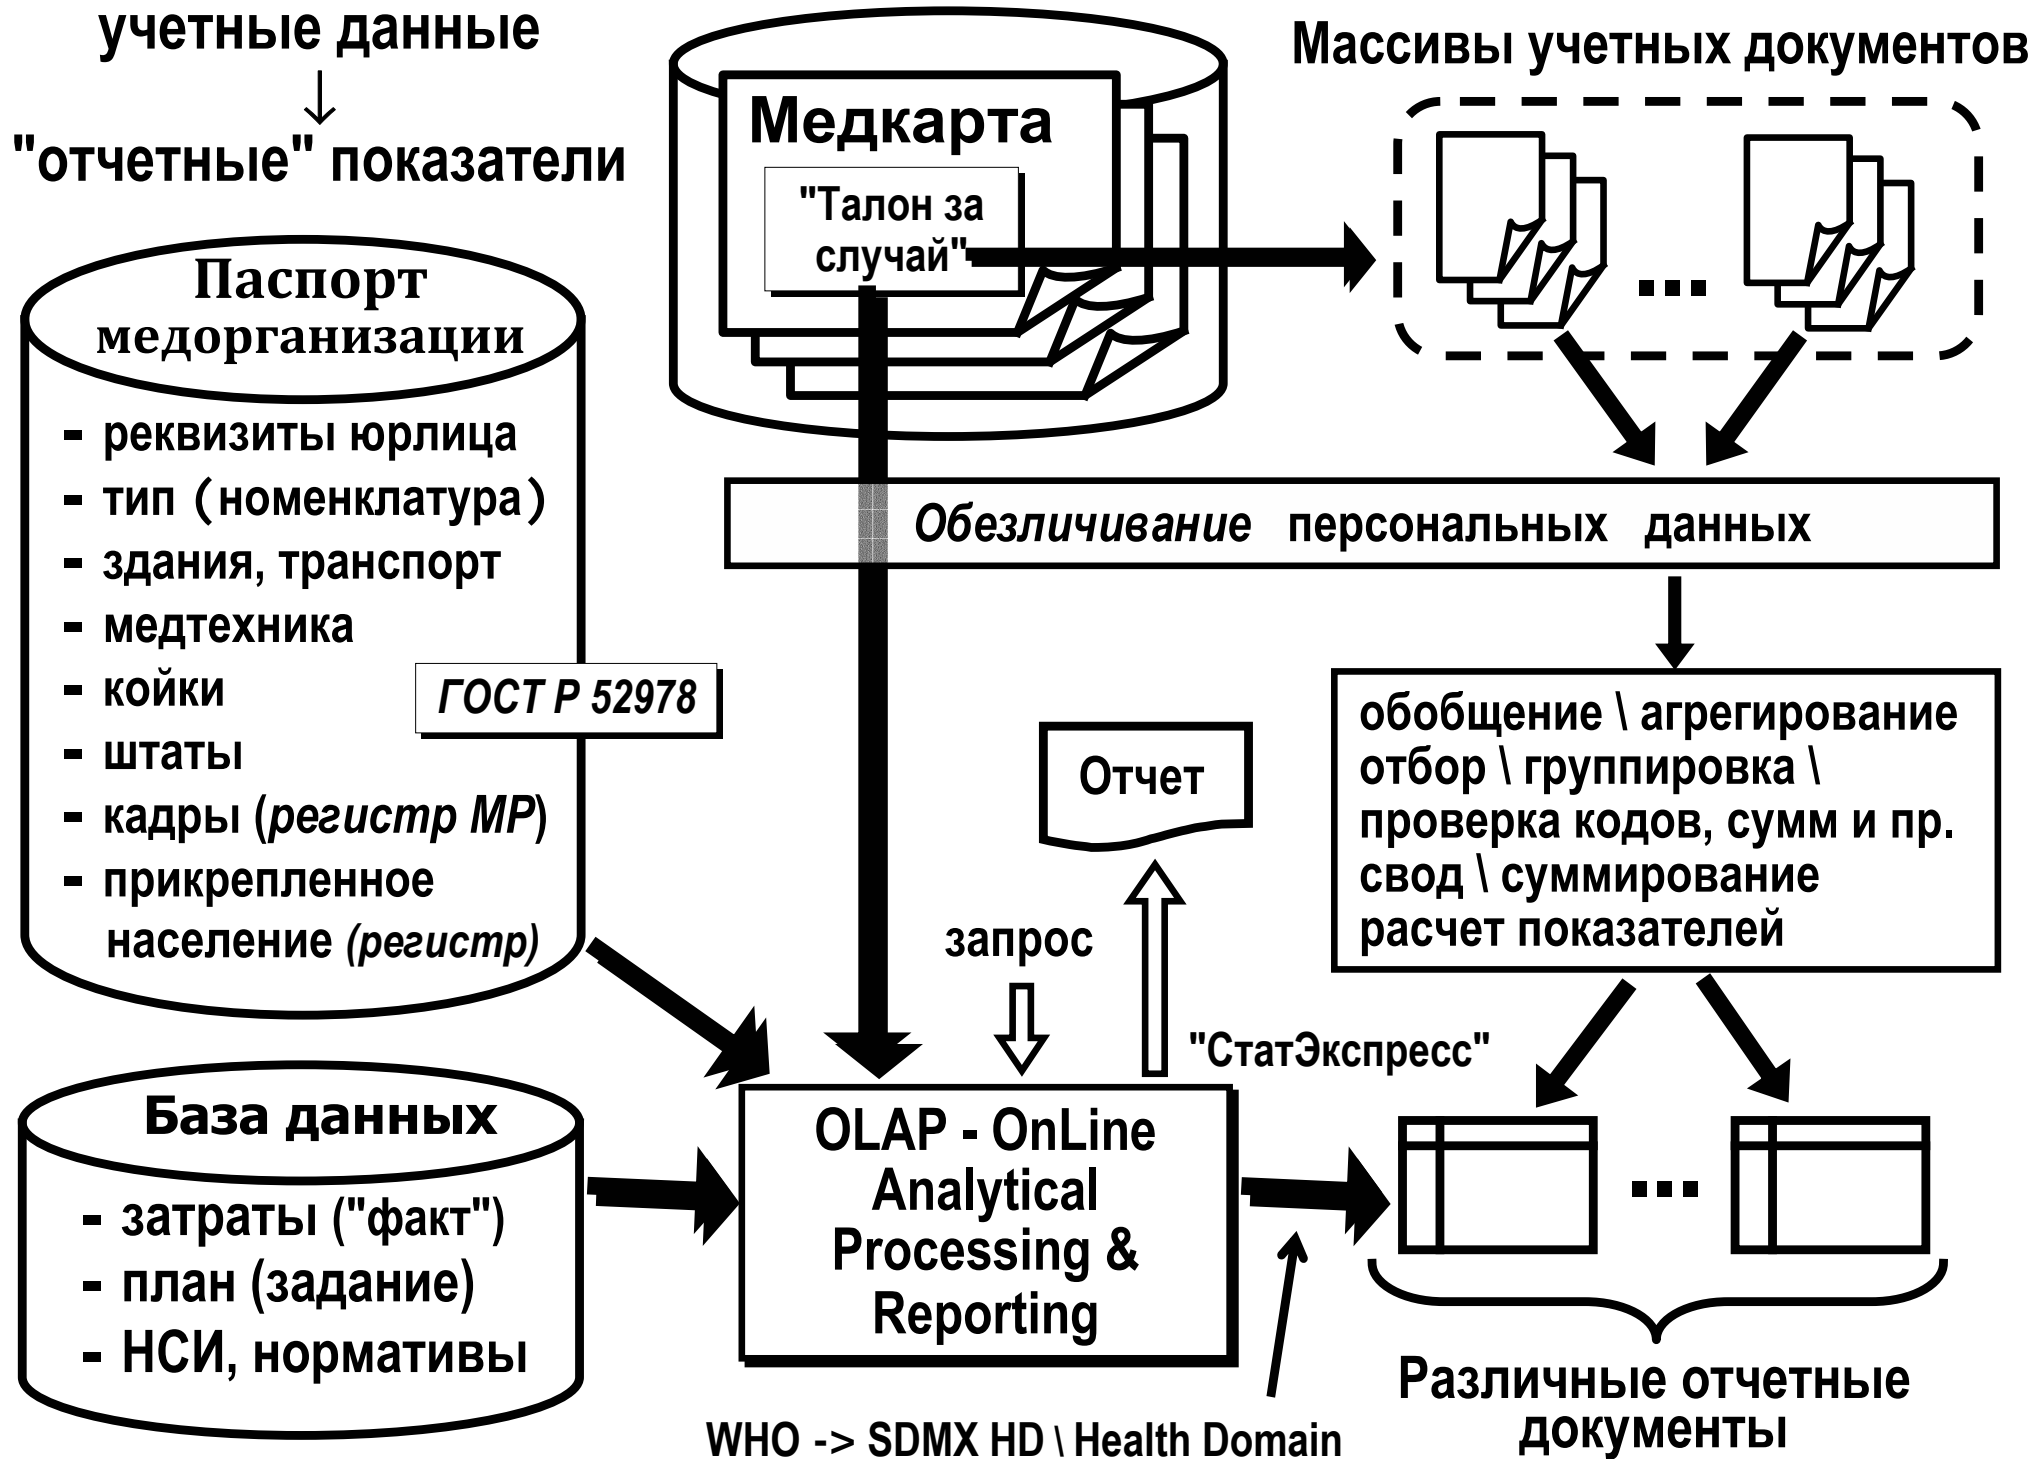 учетные данные
"отчетные" показатели
Медкарта
"Талон за
случай"
Массивы учетных документов
...
Паспорт
медорганизации
- реквизиты юрлица
- тип (номенклатура)
- здания, транспорт
- медтехника
- койки
- штаты
- кадры (регистр МР)
- прикрепленное
население (регистр)
ГОСТ Р 52978
Обезличивание персональных данных
обобщение \ агрегирование
отбор \ группировка \
проверка кодов, сумм и пр.
свод \ суммирование
расчет показателей
Отчет
запрос
"СтатЭкспресс"
База данных
- затраты ("факт")
- план (задание)
- НСИ, нормативы
OLAP - OnLine
Analytical
Processing &
Reporting
...
Различные отчетные
документы
WHO -> SDMX HD \ Health Domain